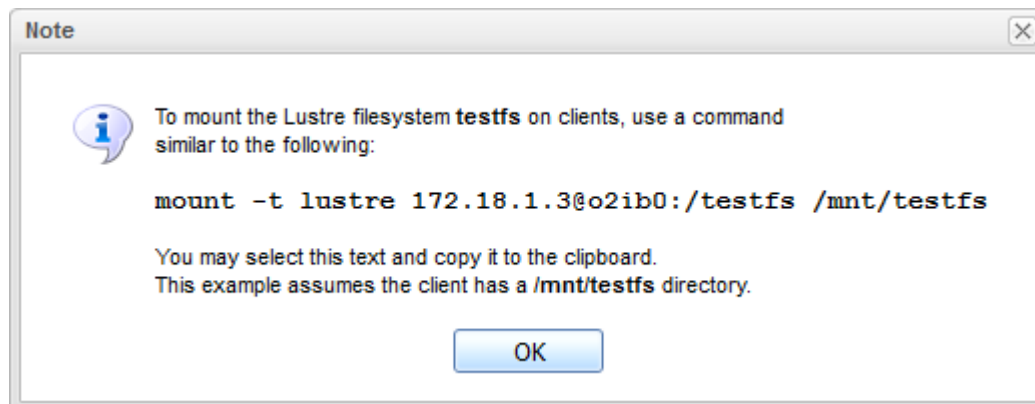 Note
To mount the Lustre filesystem testfs on clients, use a command
similar to the following:
mount -t lustre 172.18.1.3@o2ib0:/testfs /mnt/testfs
You may select this text and copy it to the clipboard.
This example assumes the client has a /mnt/testfs directory.
OK